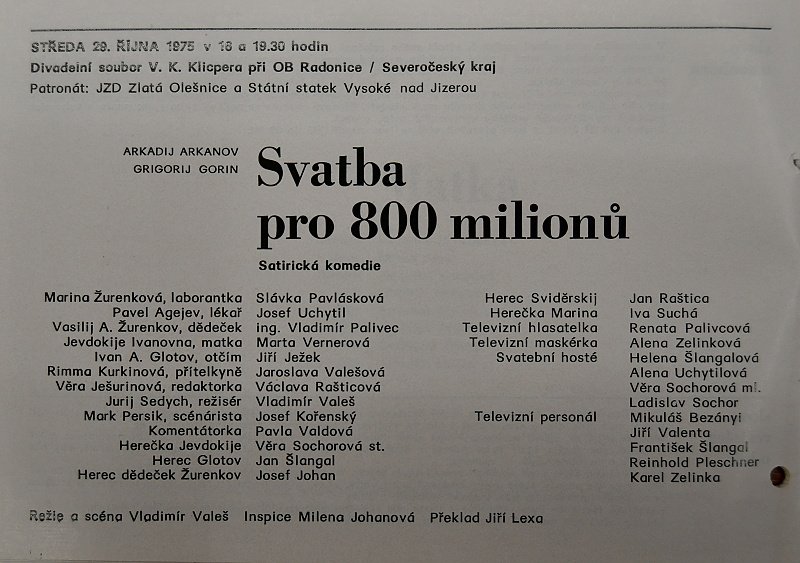 STŘEDA 29. ŘÍJNA 1975 v 16 a 19.30 hodin
Divadelní soubor V. K. Klicpera při OB Radonice / Severočeský kraj
Patronát: JZD Zlatá Olešnice a Státní statek Vysoké nad Jizerou
ARKADIJ ARKANOV
GRIGORIJ GORIN
Svatba
pro 800 milionů
Satirická komedie
Marina Žurenková, laborantka Slávka Pavlásková
Pavel Agejev, lékař Josef Uchytil
Vasilij A. Žurenkov, dědeček ing. Vladimír Palivec
Jevdokije Ivanovna, matka Marta Vernerová
Ivan A. Glotov, otčím Jiří Ježek
Rimma Kurkinová, přítelkyně Jaroslava Valešová
Věra Ješurinová, redaktorka Václava Rašticová
Jurij Sedych, režisér Vladimír Valeš
Mark Persik, scénárista Josef Kořenský
Komentátorka Pavla Valdová
Herečka Jevdokije Věra Sochorová st.
Herec Glotov Jan Šlangal
Herec dědeček Žurenkov Josef Johan
Herec Sviděrskij Jan Raštica
Herečka Marina Iva Suchá
Televizní hlasatelka Renata Palivcová
Televizní maskérka Alena Zelinková
Svatební hosté Helena Šlangalová
Alena Uchytilová
Věra Sochorová ml.
Ladislav Sochor
Televizní personál Mikuláš Bezányi
Jiří Valenta
František Šlangal
Reinhold Pleschner
Karel Zelinka
Režie a scéna Vladimír Valeš Inspice Milena Johanová Překlad Jiří Lexa